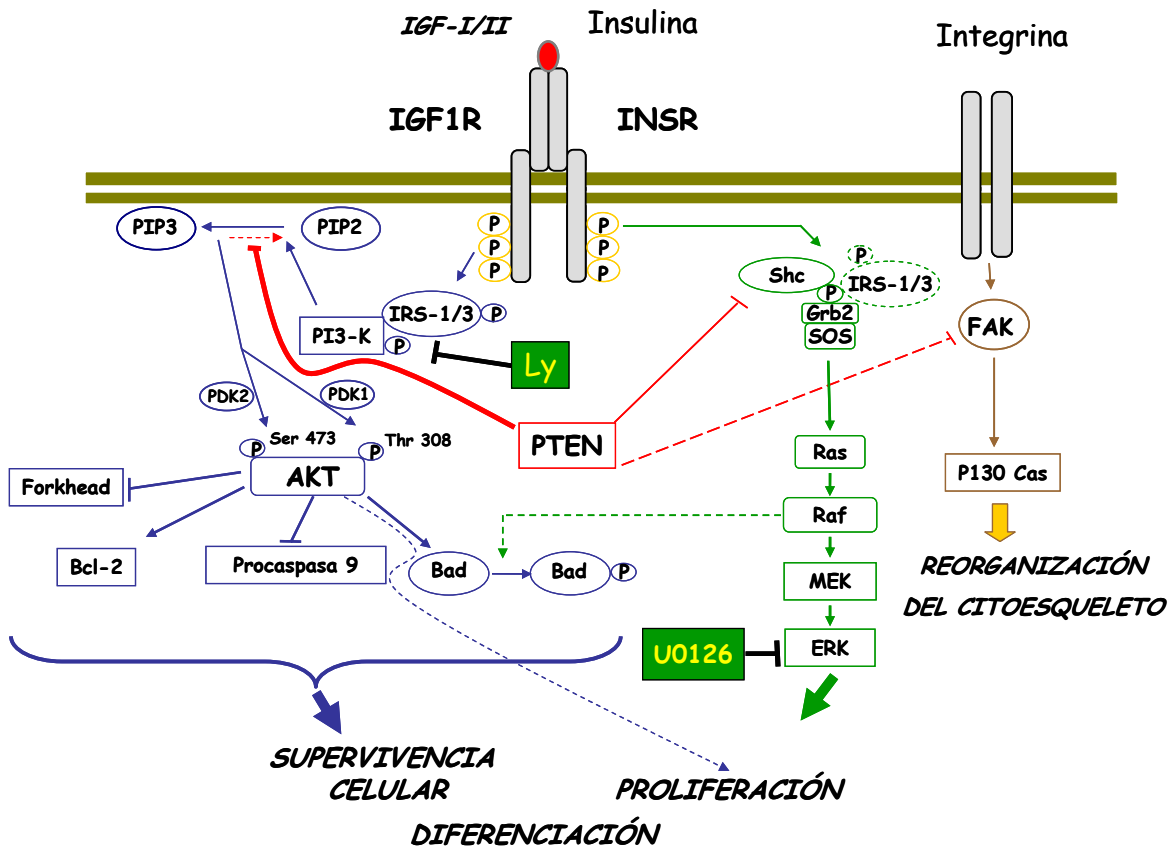 IGF-I/II
Insulina
Integrina
IGF1R
INSR
PIP3
PIP2
P
P
P
P
P
P
P
Shc
IRS-1/3
P
Grb2
SOS
IRS-1/3
P
PI3-K
P
FAK
Ly
PDK2
PDK1
Ser 473
Thr 308
P
P
AKT
PTEN
Ras
P130 Cas
Forkhead
Raf
Bcl-2
Procaspasa 9
Bad
Bad
P
MEK
REORGANIZACIÓN
DEL CITOESQUELETO
U0126
ERK
SUPERVIVENCIA
CELULAR
PROLIFERACIÓN
DIFERENCIACIÓN